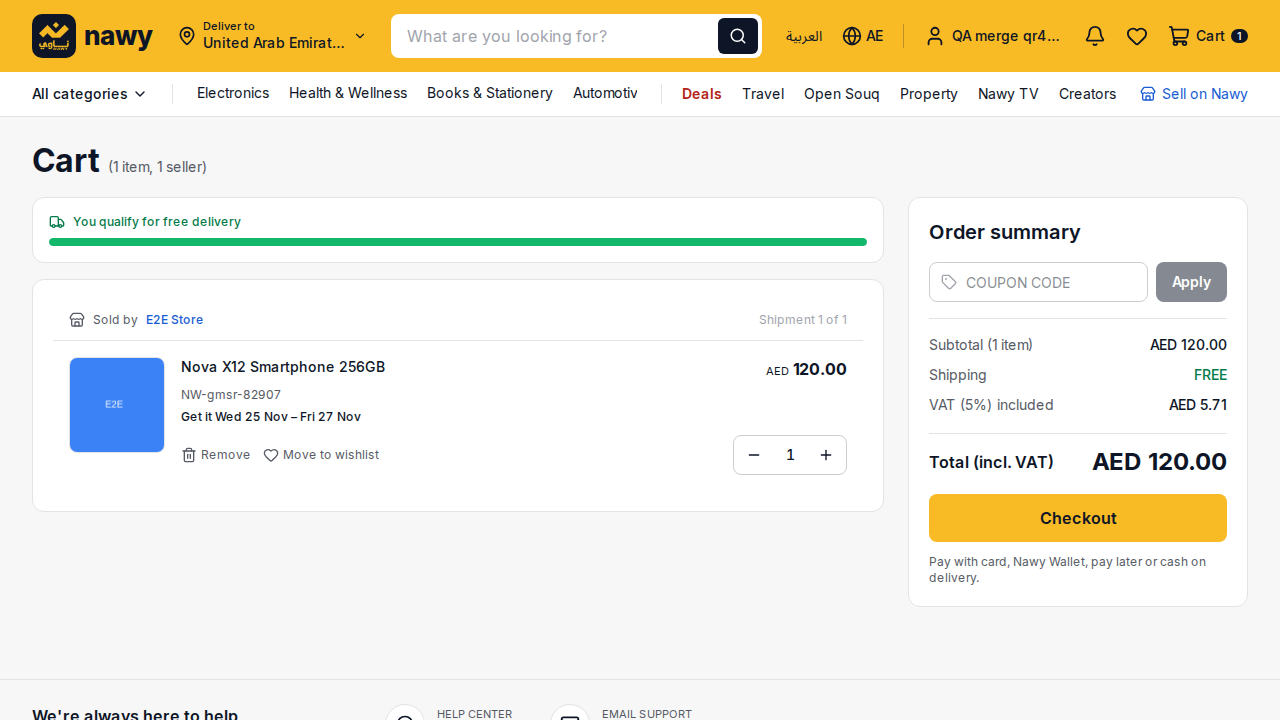 ناوي
nawy
Deliver to
United Arab Emirat...
What are you looking for?
العربية
AE
QA merge qr4...
Cart 1
All categories
Electronics
Health & Wellness
Books & Stationery
Automotiv
Deals
Travel
Open Souq
Property
Nawy TV
Creators
Sell on Nawy
Cart (1 item, 1 seller)
You qualify for free delivery
Sold by E2E Store
Shipment 1 of 1
E2E
Nova X12 Smartphone 256GB
AED 120.00
NW-gmsr-82907
Get it Wed 25 Nov – Fri 27 Nov
Remove
Move to wishlist
1
Order summary
COUPON CODE
Apply
Subtotal (1 item)
AED 120.00
Shipping
FREE
VAT (5%) included
AED 5.71
Total (incl. VAT)
AED 120.00
Checkout
Pay with card, Nawy Wallet, pay later or cash on
delivery.
We're always here to help
HELP CENTER
EMAIL SUPPORT